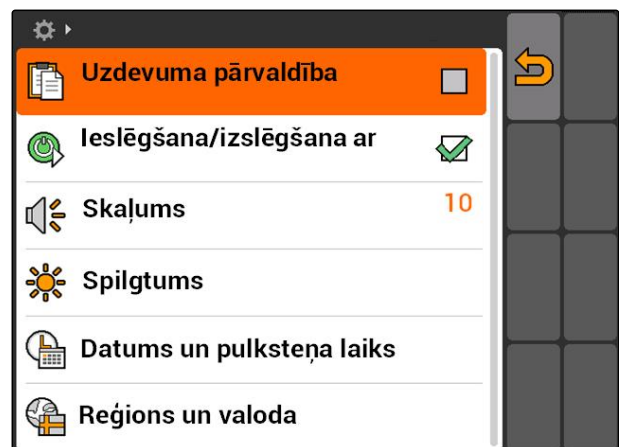 Uzdevuma pārvaldība
Ieslēgšana/izslēgšana ar
Skaļums 10
Spilgtums
Datums un pulksteņa laiks
Reģions un valoda